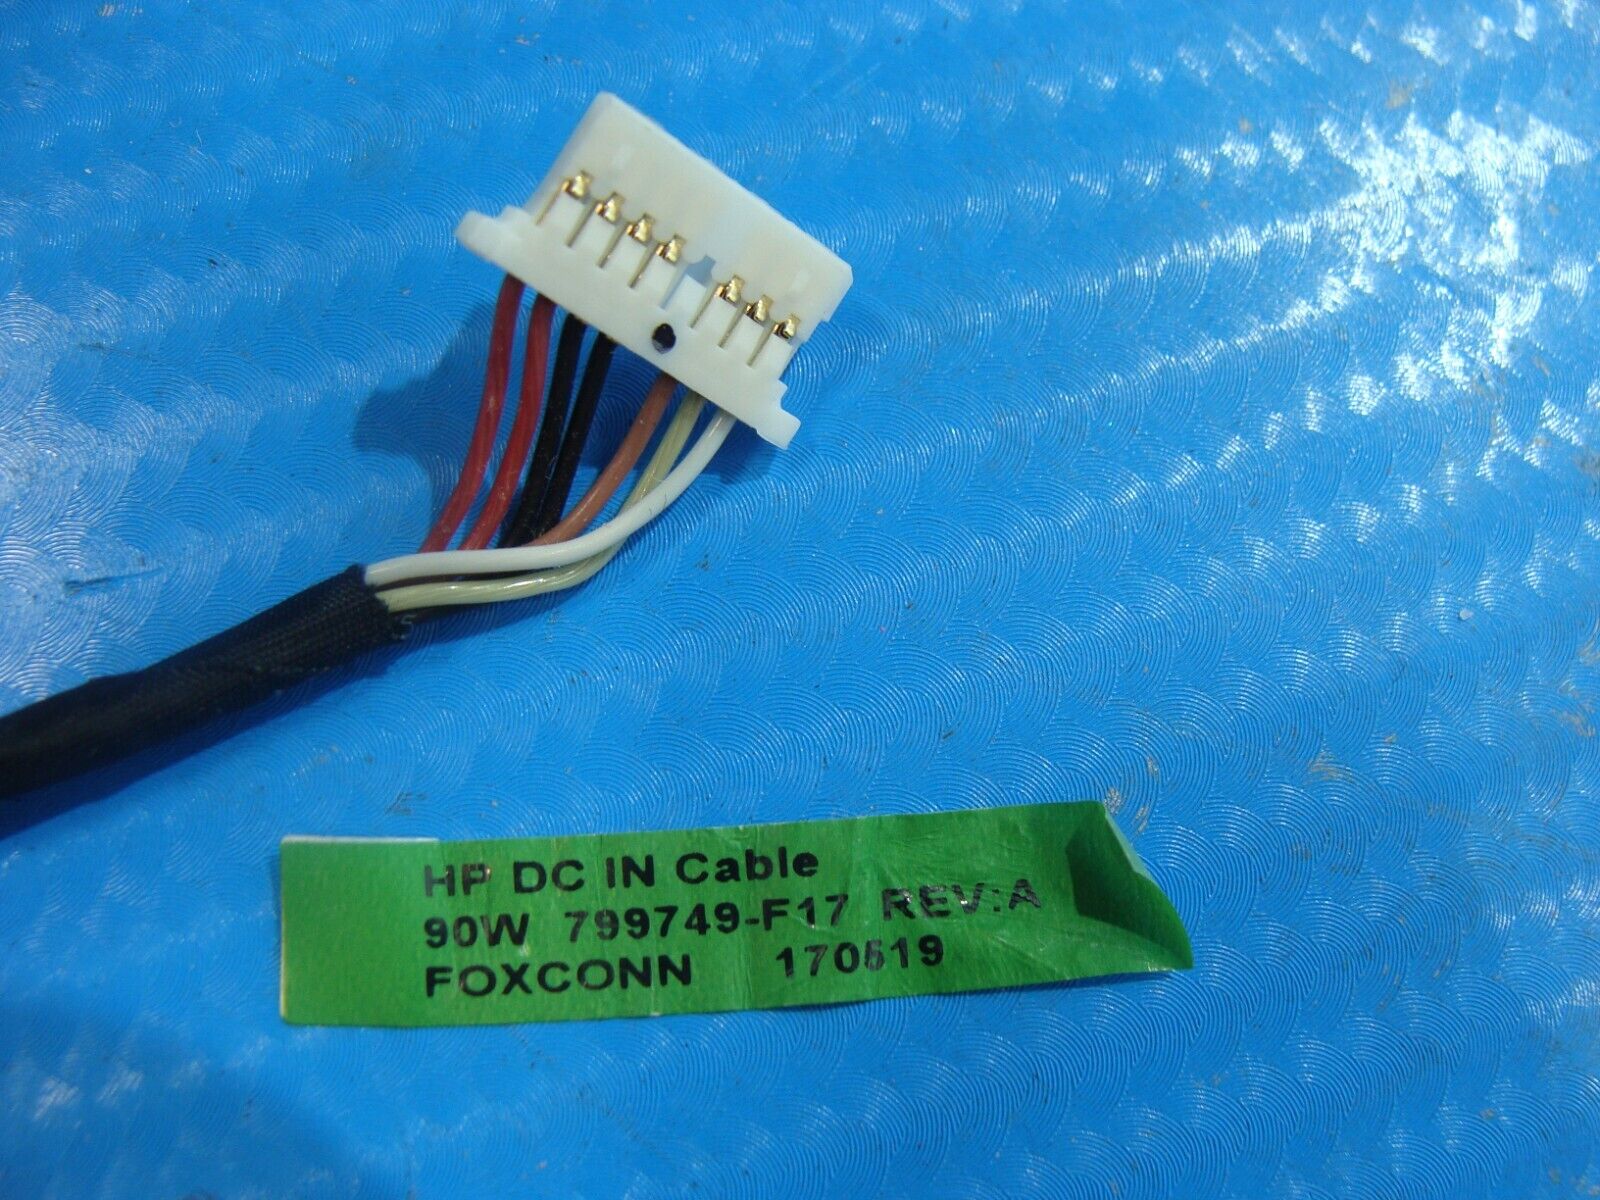 HP DC IN Cable
90W 799749-F17 REV:A
FOXCONN 170519